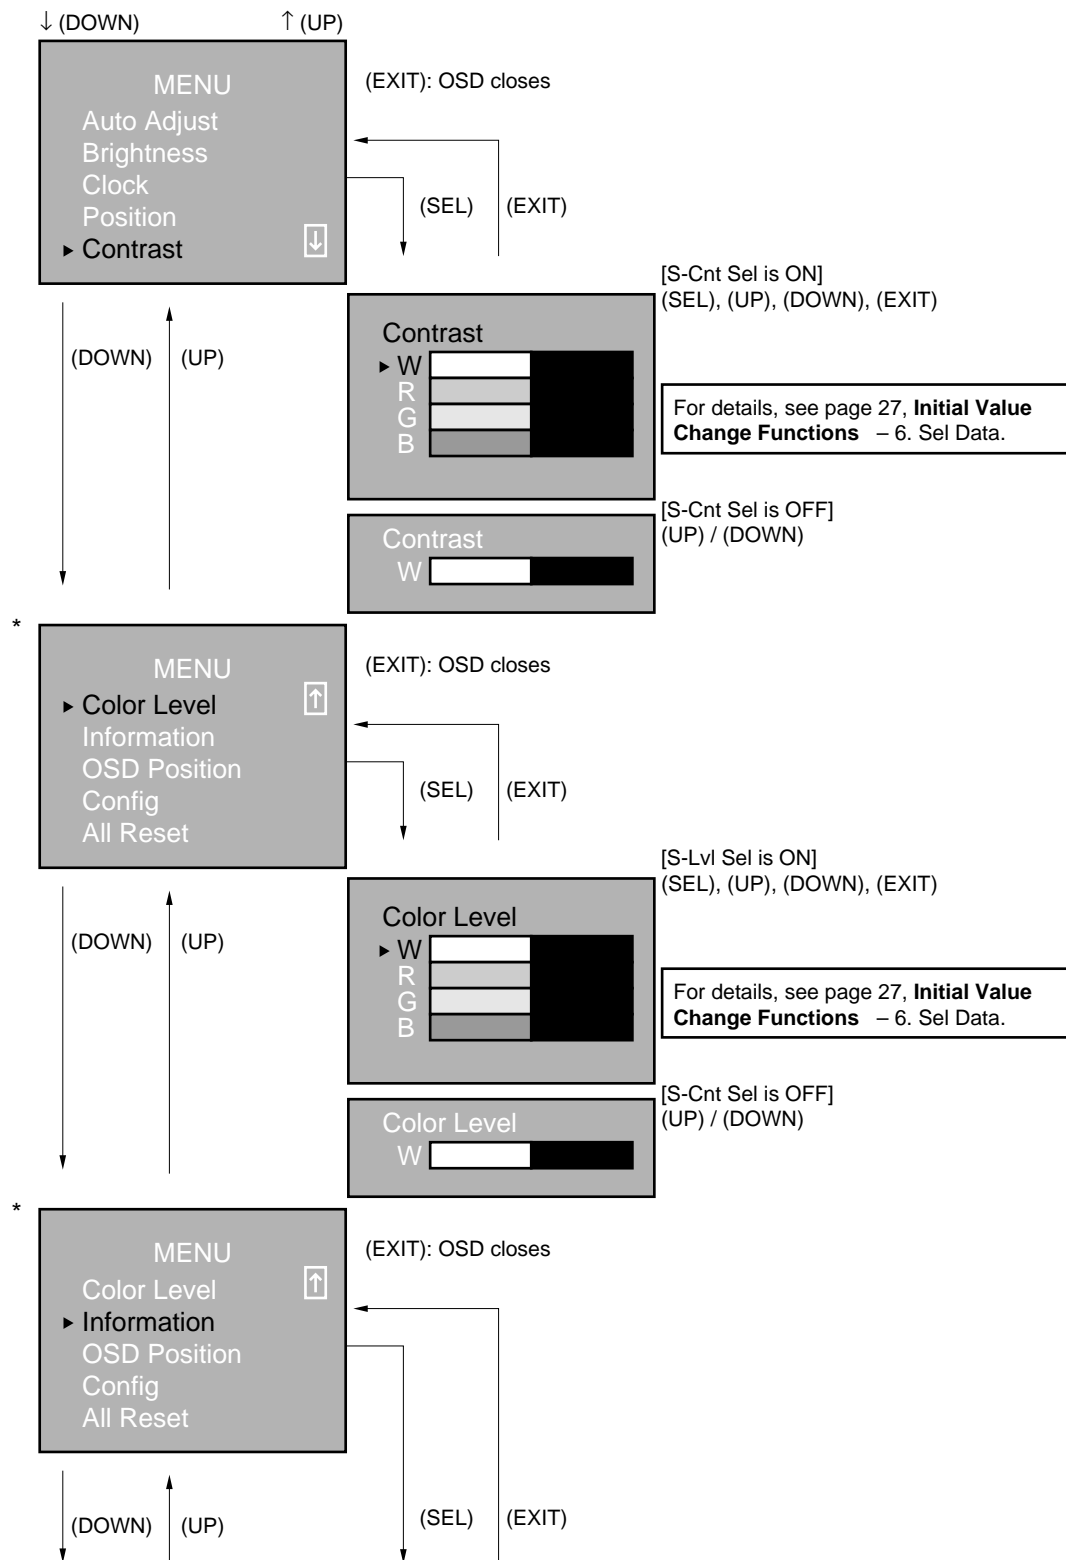 ↓ (DOWN) ↑ (UP)
MENU
Auto Adjust
Brightness
Clock
Position
► Contrast ↓
(EXIT): OSD closes
(SEL) (EXIT)
(DOWN) (UP)
[S-Cnt Sel is ON]
(SEL), (UP), (DOWN), (EXIT)
Contrast
► W
R
G
B
For details, see page 27, Initial Value
Change Functions – 6. Sel Data.
[S-Cnt Sel is OFF]
(UP) / (DOWN)
Contrast
W
*
MENU
► Color Level ↑
Information
OSD Position
Config
All Reset
(EXIT): OSD closes
(SEL) (EXIT)
(DOWN) (UP)
[S-Lvl Sel is ON]
(SEL), (UP), (DOWN), (EXIT)
Color Level
► W
R
G
B
For details, see page 27, Initial Value
Change Functions – 6. Sel Data.
[S-Cnt Sel is OFF]
(UP) / (DOWN)
Color Level
W
*
MENU
Color Level ↑
► Information
OSD Position
Config
All Reset
(EXIT): OSD closes
(DOWN) (UP) (SEL) (EXIT)